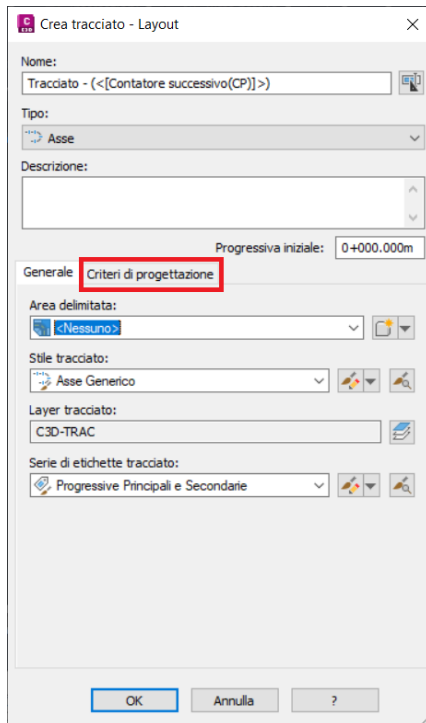 Crea tracciato - Layout
Nome:
Tracciato - (<[Contatore successivo(CP)]>)
Tipo:
Asse
Descrizione:
Progressiva iniziale: 0+000.000m
Generale Criteri di progettazione
Area delimitata:
<Nessuno>
Stile tracciato:
Asse Generico
Layer tracciato:
C3D-TRAC
Serie di etichette tracciato:
Progressive Principali e Secondarie
OK Annulla ?